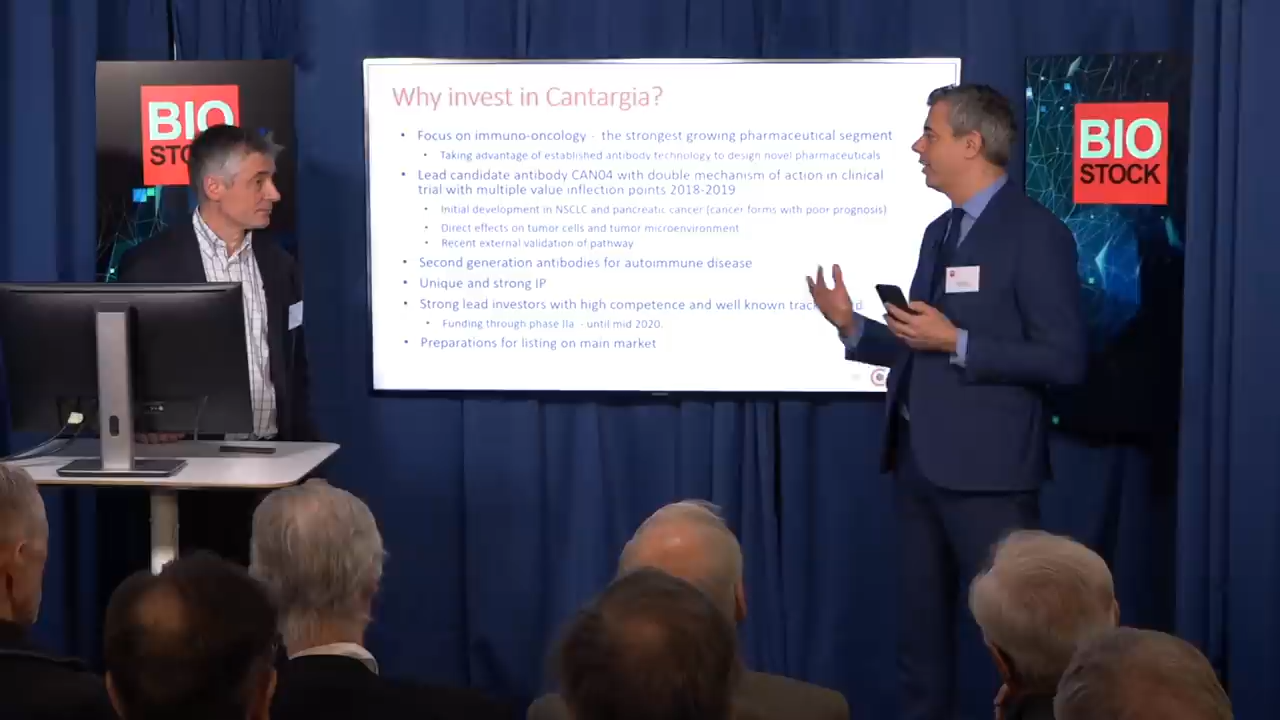 BIO
STO
Why invest in Cantargia?
• Focus on immuno-oncology - the strongest growing pharmaceutical segment
• Taking advantage of established antibody technology to design novel pharmaceuticals
• Lead candidate antibody CAN04 with double mechanism of action in clinical
trial with multiple value inflection points 2018-2019
• Initial development in NSCLC and pancreatic cancer (cancer forms with poor prognosis)
• Direct effects on tumor cells and tumor microenvironment
• Recent external validation of pathway
• Second generation antibodies for autoimmune disease
• Unique and strong IP
• Strong lead investors with high competence and well known trac d
• Funding through phase IIa - until mid 2020.
• Preparations for listing on main market
BIO
STOCK